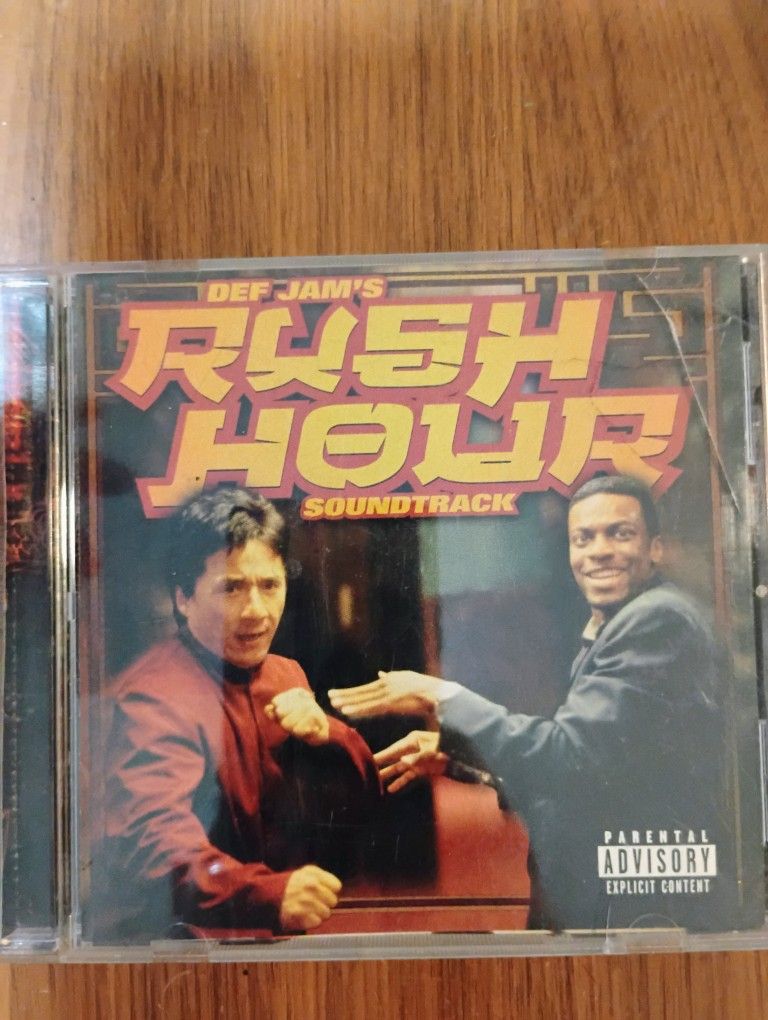 DEF JAM'S
RUSH
HOUR
SOUNDTRACK
PARENTAL
ADVISORY
EXPLICIT CONTENT